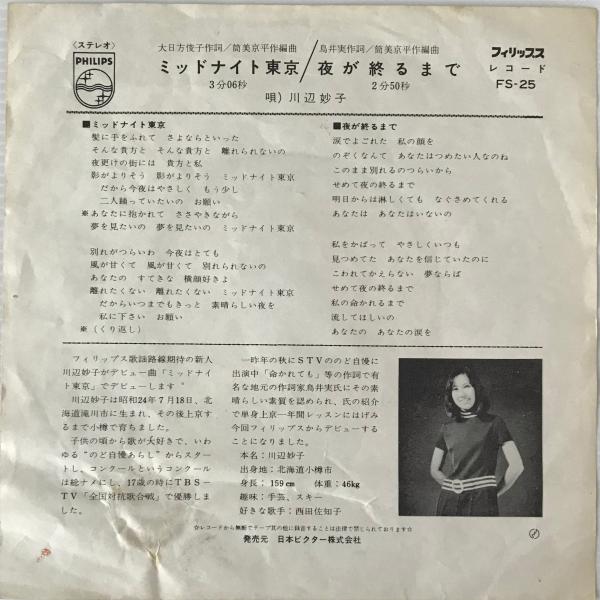 〈ステレオ〉
PHILIPS
大日方俊子作詞／筒美京平作編曲
ミッドナイト東京
3分06秒
鳥井実作詞／筒美京平作編曲
夜が終るまで
2分50秒
唄）川辺妙子
フィリップス
レコード
FS-25
■ミッドナイト東京
髪に手をふれて さよならといった
そんな貴方と そんな貴方と 離れられないの
夜更けの街には 貴方と私
影がよりそう 影がよりそう ミッドナイト東京
だから今夜はやさしく もう少し
二人踊っていたいの お願い
※あなたに抱かれて ささやきながら
夢を見たいの 夢を見たいの ミッドナイト東京
別れがつらいわ 今夜はとても
風が甘くて 風が甘くて 別れられないの
あなたの すてきな 横顔好きよ
離れたくない 離れたくない ミッドナイト東京
だからいつまでもきっと 素晴らしい夜を
私に下さい お願い
※（くり返し）
■夜が終るまで
涙でよごれた 私の顔を
のぞくなんて あなたはつめたい人なのね
このまま別れるのつらいから
せめて夜の終るまで
明日からは淋しくても なぐさめてくれる
あなたは あなたはいないの
私をかばって やさしくいつも
見つめてた あなたを信じていたのに
こわれてかえらない 夢ならば
せめて夜の終るまで
私の命かれるまで
流してほしいの
あなたの あなたの涙を
フィリップス歌謡路線期待の新人
川辺妙子がデビュー曲「ミッドナイ
ト東京」でデビューします。
川辺妙子は昭和24年7月18日、北
海道滝川市に生まれ、その後上京す
るまで小樽で育ちました。
子供の頃から歌が大好きで、いわ
ゆる“のど自慢あらし”からスター
トし、コンクールというコンクール
は総ナメにし、17歳の時にTBS－
TV「全国対抗歌合戦」で優勝しま
した。
一昨年の秋にSTVののど自慢に
出演中「命かれても」等の作詞で有
名な地元の作詞家鳥井実氏にその素
晴らしい素質を認められ、氏の紹介
で単身上京一年間レッスンにはげみ
今回フィリップスからデビューする
ことになりました。
本名：川辺妙子
出身地：北海道小樽市
身長：159cm 体重：46kg
趣味：手芸、スキー
好きな歌手：西田佐知子
☆レコードから無断でテープ其の他に録音することは法律で禁じられております☆
発売元 日本ビクター株式会社